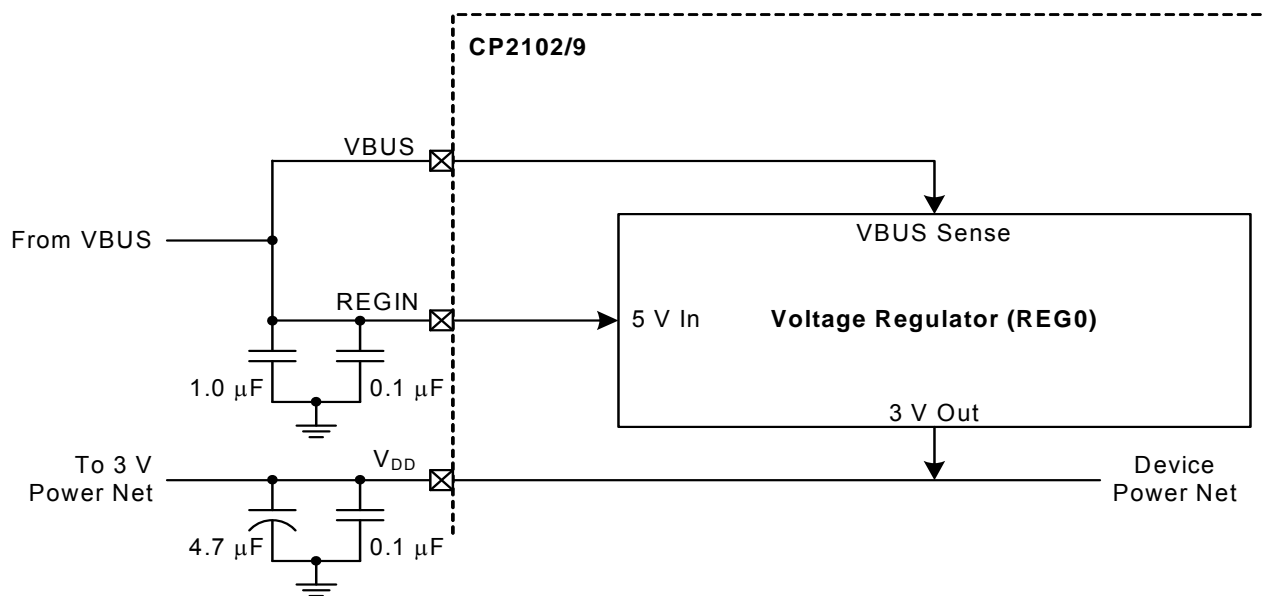 CP2102/9
VBUS
From VBUS
VBUS Sense
REGIN
5 V In
Voltage Regulator (REG0)
1.0 μF
0.1 μF
3 V Out
To 3 V
Power Net
VDD
Device
Power Net
4.7 μF
0.1 μF